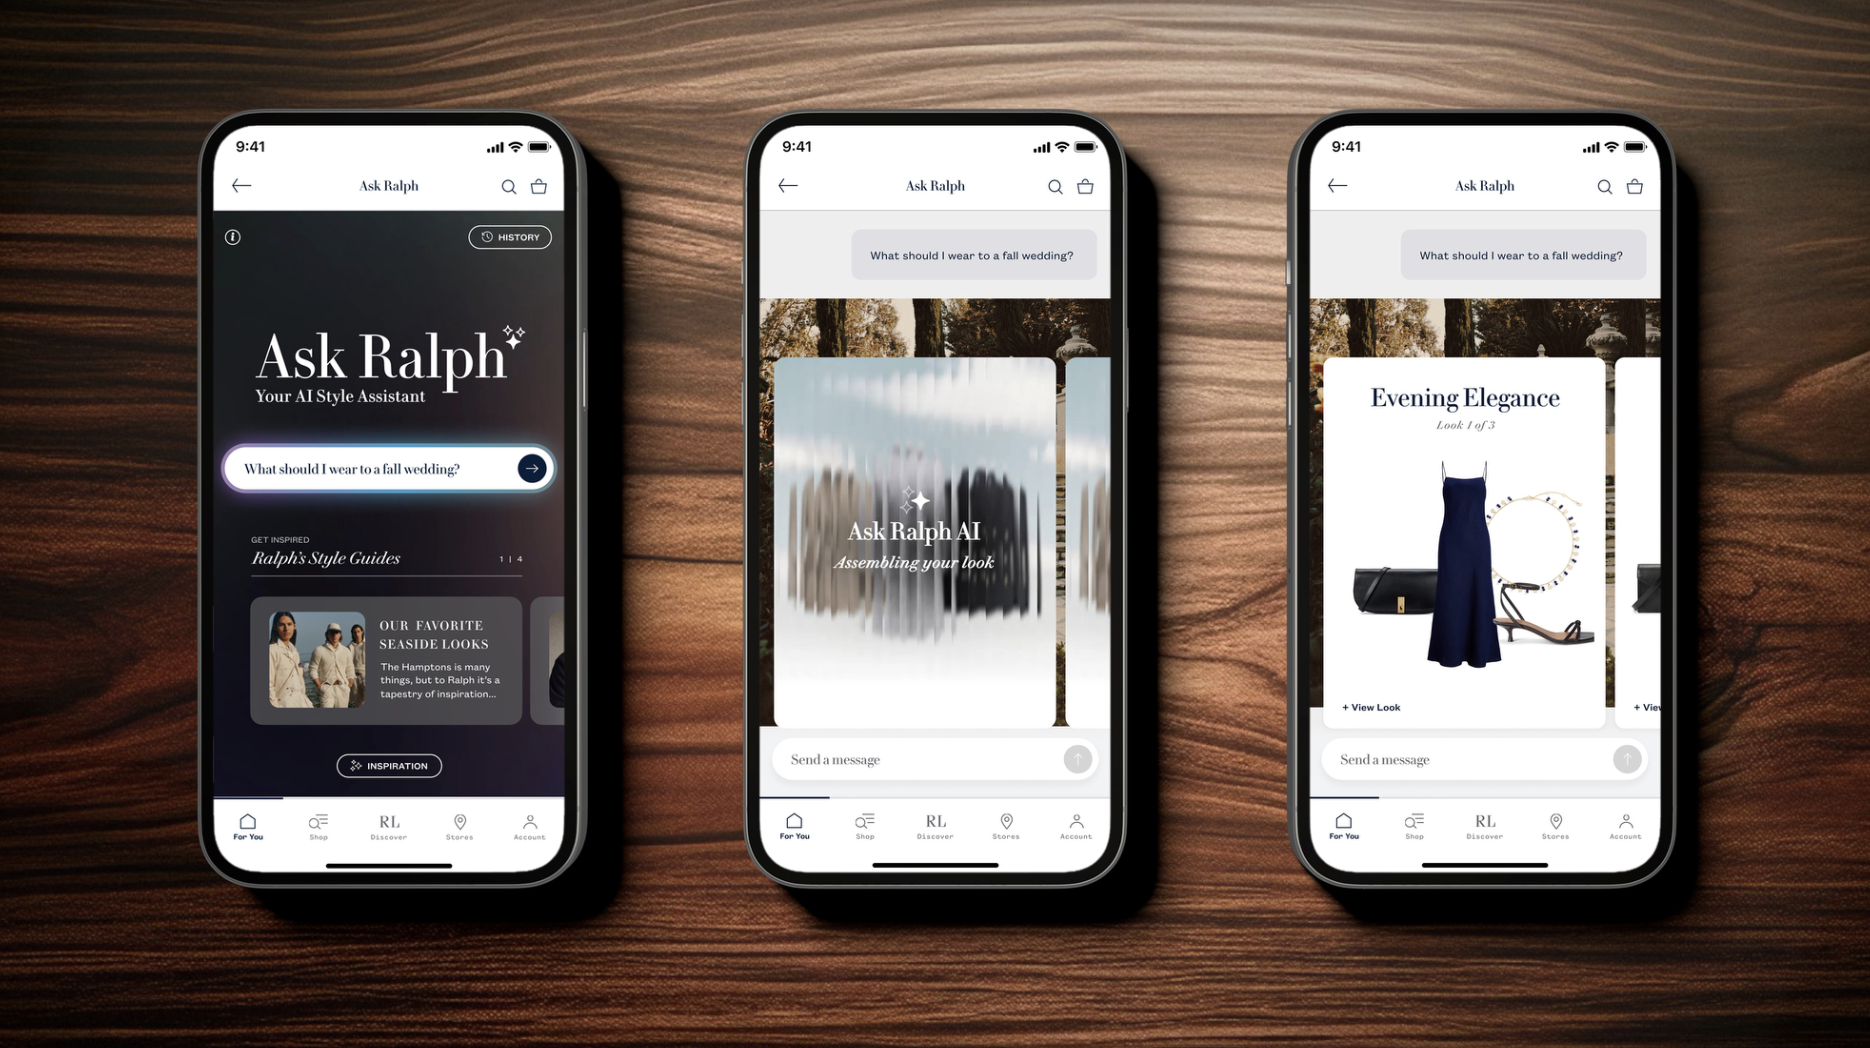 9:41
Ask Ralph
i
HISTORY
Ask Ralph
Your AI Style Assistant
What should I wear to a fall wedding?
GET INSPIRED
Ralph's Style Guides
1 | 4
OUR FAVORITE
SEASIDE LOOKS
The Hamptons is many
things, but to Ralph it's a
tapestry of inspiration...
INSPIRATION
For You
Shop
RL
Discover
Stores
Account
9:41
Ask Ralph
What should I wear to a fall wedding?
Ask Ralph AI
Assembling your look
Send a message
For You
Shop
RL
Discover
Stores
Account
9:41
Ask Ralph
What should I wear to a fall wedding?
Evening Elegance
Look 1 of 3
+ View Look
+ View
Send a message
For You
Shop
RL
Discover
Stores
Account